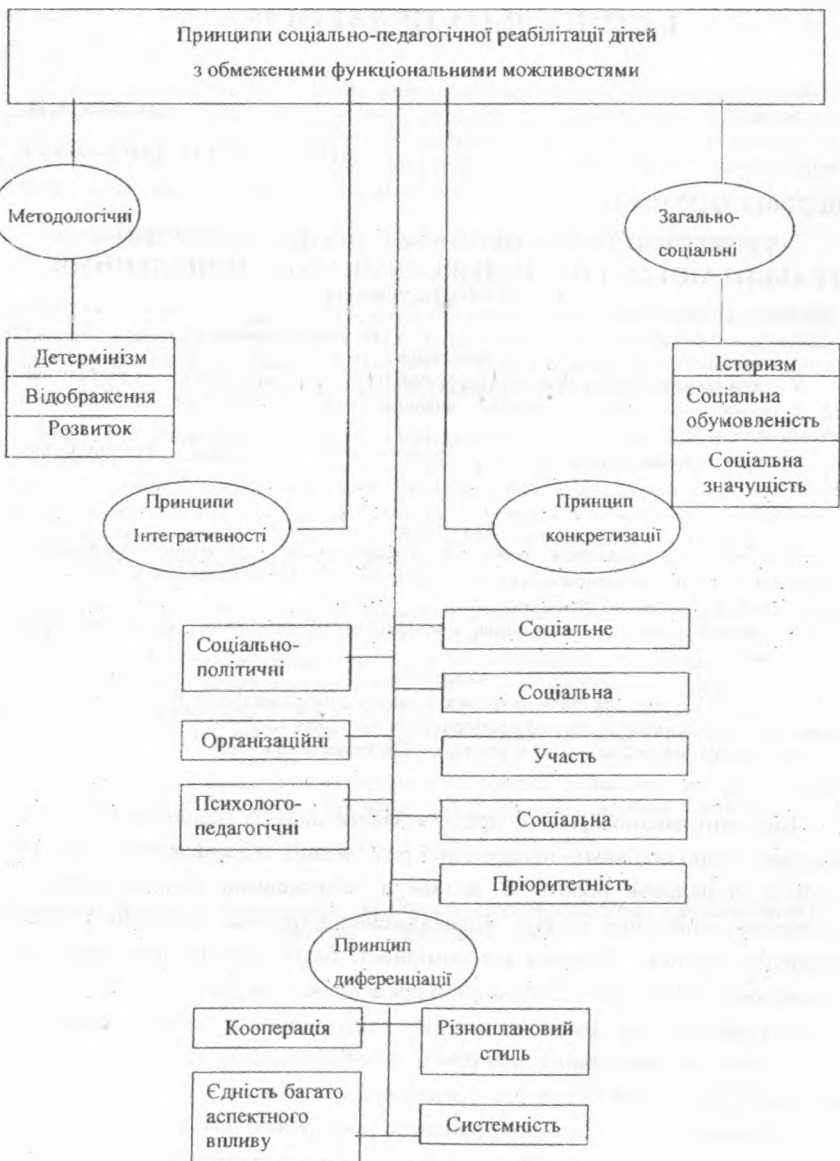 Принципи соціально-педагогічної реабілітації дітей
з обмеженими функціональними можливостями
Методологічні
Загально-
соціальні
Детермінізм
Відображення
Розвиток
Історизм
Соціальна
обумовленість
Соціальна
значущість
Принципи
Інтегративності
Принцип
конкретизації
Соціально-
політичні
Соціальне
Соціальна
Організаційні
Участь
Психолого-
педагогічні
Соціальна
Пріоритетність
Принцип
диференціації
Кооперація
Різноплановий
стиль
Єдність багато
аспектного
впливу
Системність